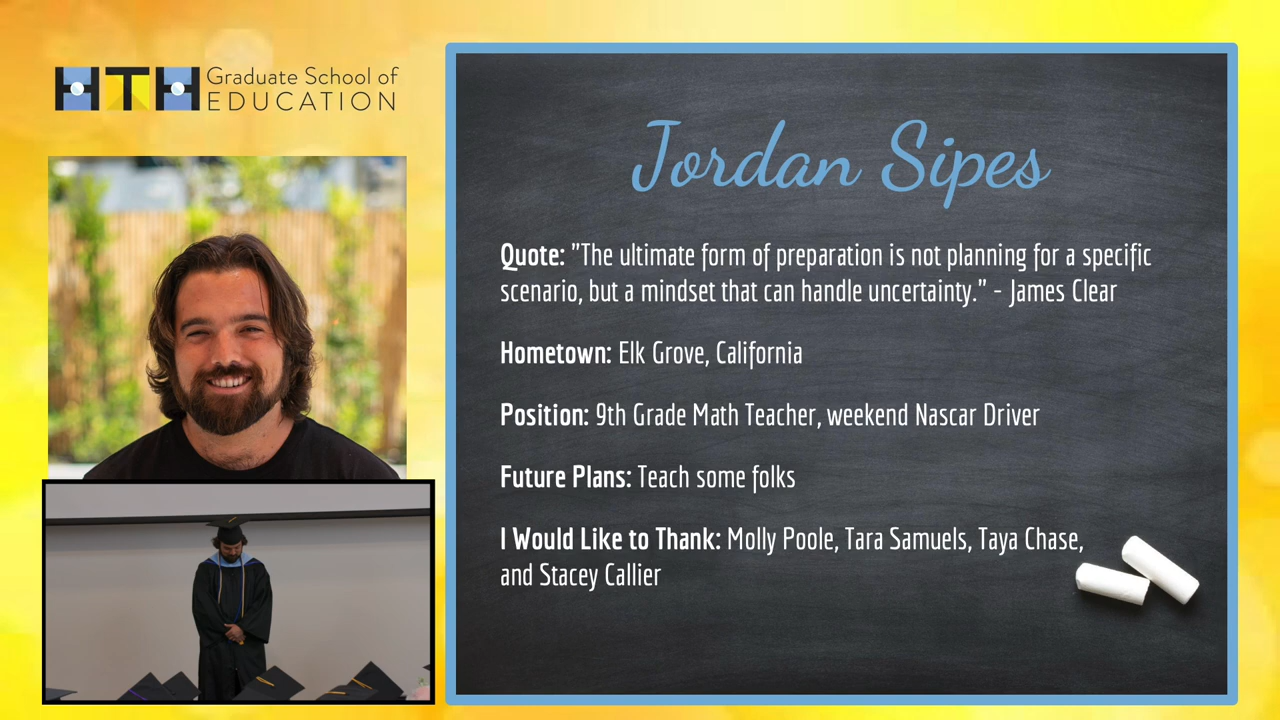 HTH Graduate School of
EDUCATION
Jordan Sipes
Quote: "The ultimate form of preparation is not planning for a specific
scenario, but a mindset that can handle uncertainty." - James Clear
Hometown: Elk Grove, California
Position: 9th Grade Math Teacher, weekend Nascar Driver
Future Plans: Teach some folks
I Would Like to Thank: Molly Poole, Tara Samuels, Taya Chase,
and Stacey Callier